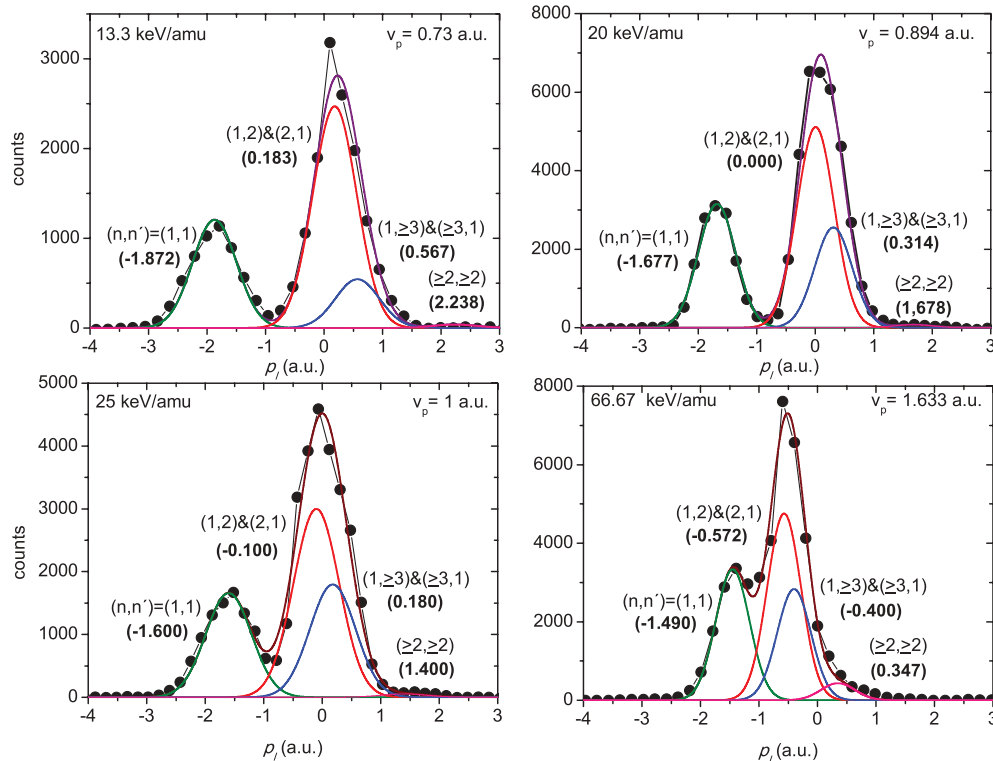 13.3 keV/amu
v_p = 0.73 a.u.
3000
2000
1000
0
counts
(1,2)&(2,1)
(0.183)
(n,n´)=(1,1)
(-1.872)
(1,≥3)&(≥3,1)
(0.567)
(≥2,≥2)
(2.238)
-4 -3 -2 -1 0 1 2 3
p_l (a.u.)
20 keV/amu
v_p = 0.894 a.u.
8000
6000
4000
2000
0
(1,2)&(2,1)
(0.000)
(n,n´)=(1,1)
(-1.677)
(1,≥3)&(≥3,1)
(0.314)
(≥2,≥2)
(1,678)
-4 -3 -2 -1 0 1 2 3
p_l (a.u.)
25 keV/amu
v_p = 1 a.u.
5000
4000
3000
2000
1000
0
counts
(1,2)&(2,1)
(-0.100)
(n,n´)=(1,1)
(-1.600)
(1,≥3)&(≥3,1)
(0.180)
(≥2,≥2)
(1.400)
-4 -3 -2 -1 0 1 2 3
p_l (a.u.)
66.67 keV/amu
v_p = 1.633 a.u.
8000
6000
4000
2000
0
(1,2)&(2,1)
(-0.572)
(n,n´)=(1,1)
(-1.490)
(1,≥3)&(≥3,1)
(-0.400)
(≥2,≥2)
(0.347)
-4 -3 -2 -1 0 1 2 3
p_l (a.u.)